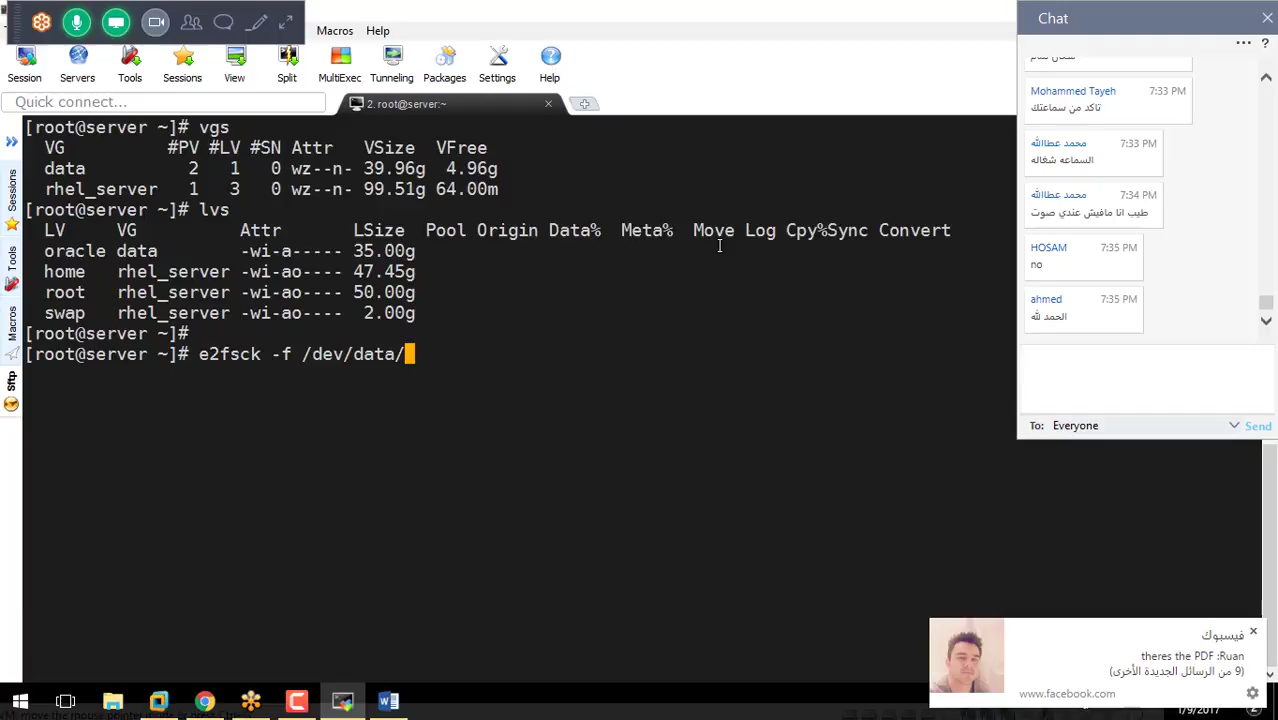 Macros Help
Session Servers Tools Sessions View Split MultiExec Tunneling Packages Settings Help
Quick connect...
2. root@server:~
[root@server ~]# vgs
VG #PV #LV #SN Attr VSize VFree
data 2 1 0 wz--n- 39.96g 4.96g
rhel_server 1 3 0 wz--n- 99.51g 64.00m
[root@server ~]# lvs
LV VG Attr LSize Pool Origin Data% Meta% Move Log Cpy%Sync Convert
oracle data -wi-a----- 35.00g
home rhel_server -wi-ao---- 47.45g
root rhel_server -wi-ao---- 50.00g
swap rhel_server -wi-ao---- 2.00g
[root@server ~]#
[root@server ~]# e2fsck -f /dev/data/
Sessions
Tools
Macros
Sftp
Chat
Mohammed Tayeh 7:33 PM
تاكد من سماعتك
محمد عطاالله 7:33 PM
السماعه شغاله
محمد عطاالله 7:34 PM
طيب انا مافيش عندي صوت
HOSAM 7:35 PM
no
ahmed 7:35 PM
الحمد لله
To: Everyone
Send
فيسبوك
theres the PDF :Ruan
(9 من الرسائل الجديدة الأخرى)
www.facebook.com
1/9/2017